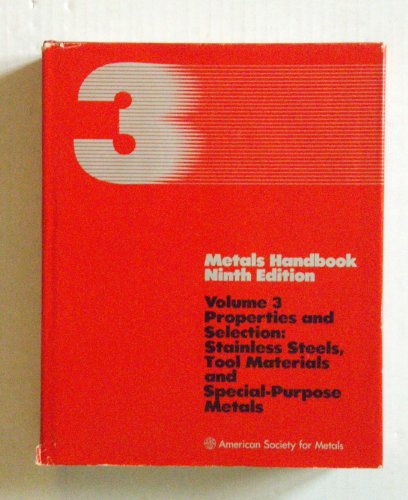 3
Metals Handbook
Ninth Edition
Volume 3
Properties and
Selection:
Stainless Steels,
Tool Materials
and
Special-Purpose
Metals
American Society for Metals